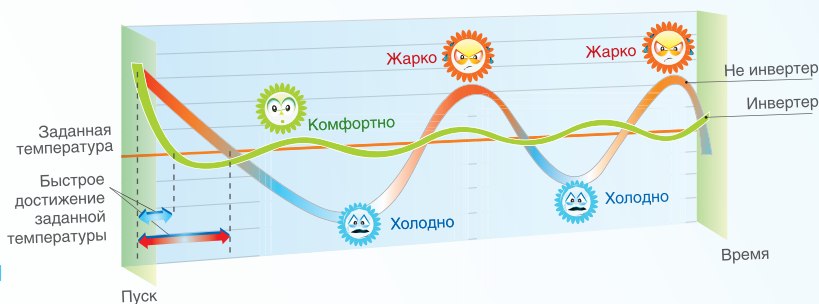 Жарко
Жарко
Не инвертер
Инвертер
Комфортно
Заданная
температура
Быстрое
достижение
заданной
температуры
Холодно
Холодно
Время
Пуск